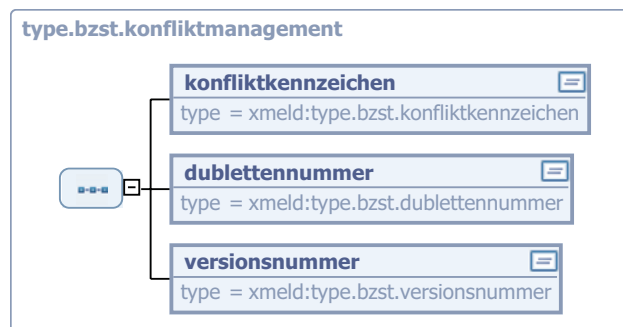 type.bzst.konfliktmanagement
konfliktkennzeichen
type = xmeld:type.bzst.konfliktkennzeichen
dublettennummer
type = xmeld:type.bzst.dublettennummer
versionsnummer
type = xmeld:type.bzst.versionsnummer